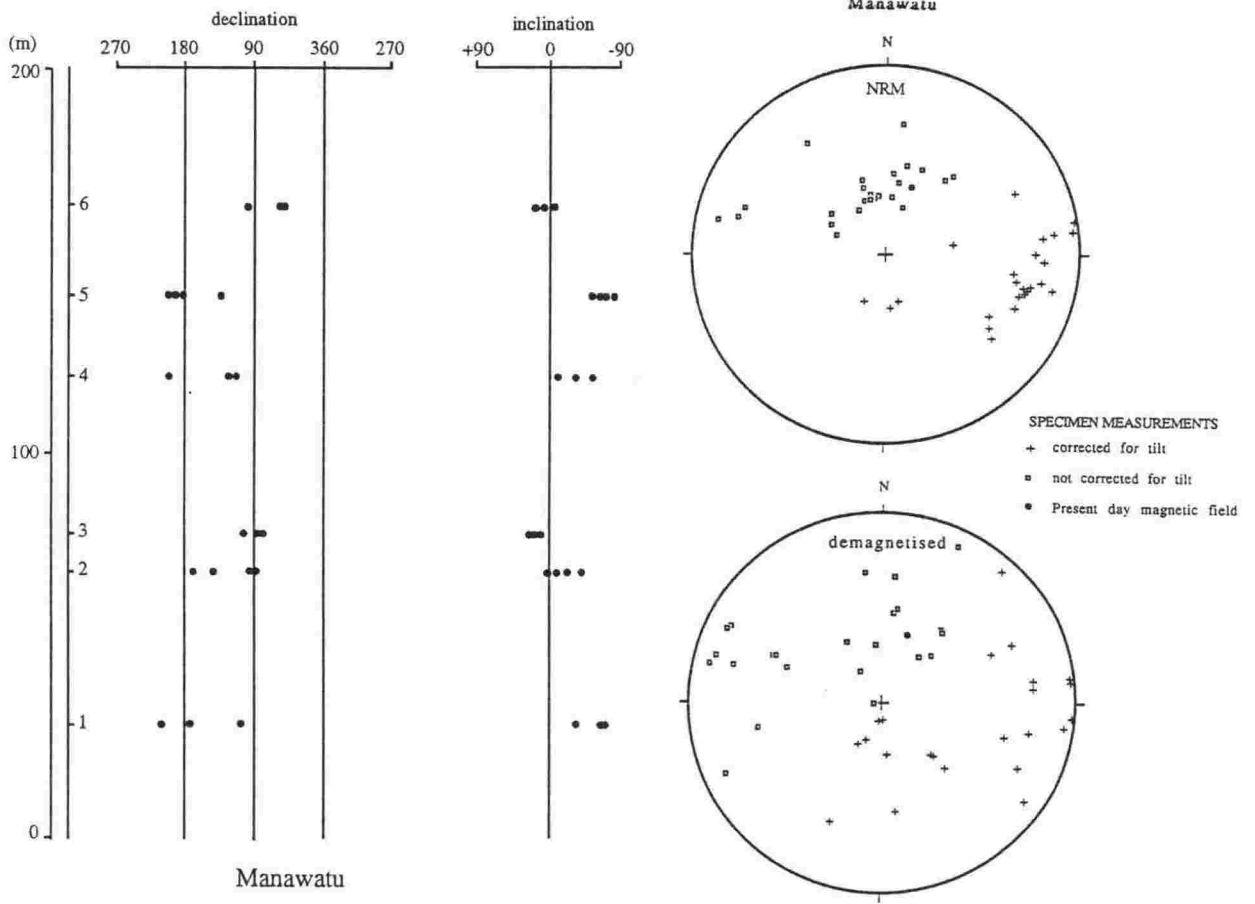 declination
inclination
(m)
270 180 90 360 270
+90 0 -90
200
6
5
4
100
3
2
1
0
Manawatu
Manawatu
N
NRM
SPECIMEN MEASUREMENTS
+ corrected for tilt
not corrected for tilt
Present day magnetic field
N
demagnetised